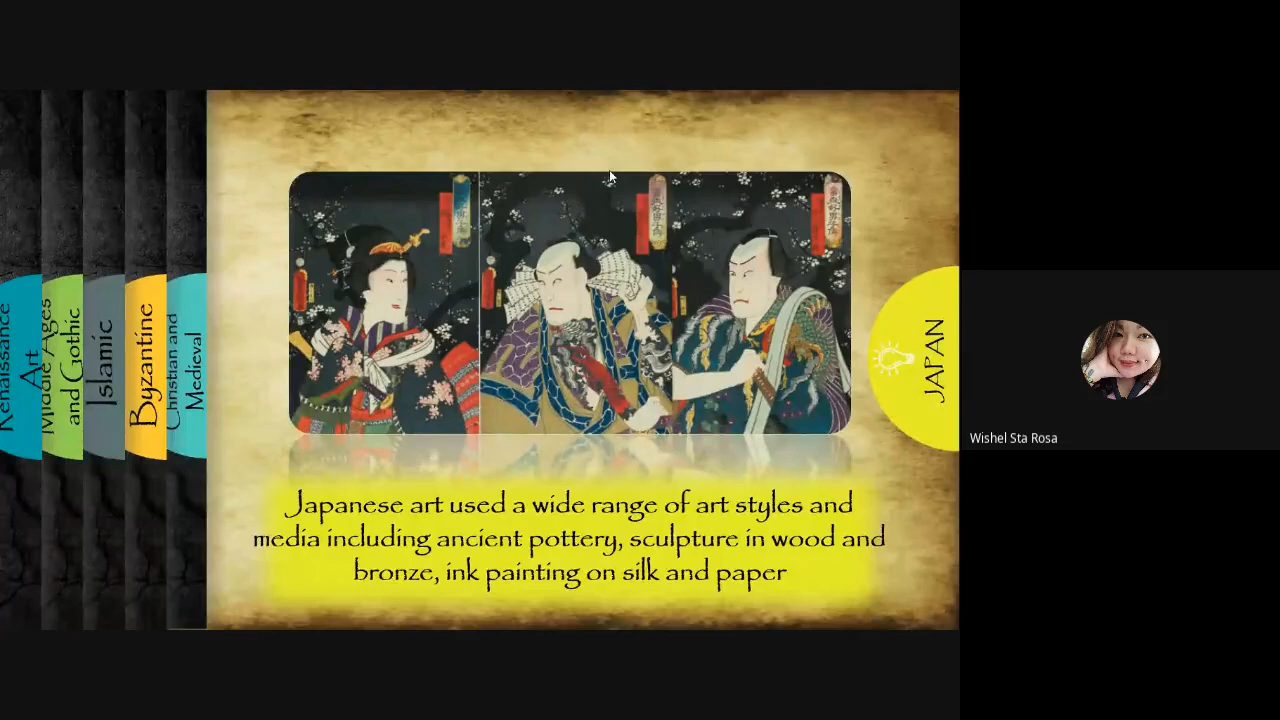 Renaissance
Art
Middle Ages
and Gothic
Islamic
Byzantine
Christian and
Medieval
JAPAN
Japanese art used a wide range of art styles and
media including ancient pottery, sculpture in wood and
bronze, ink painting on silk and paper
Wishel Sta Rosa